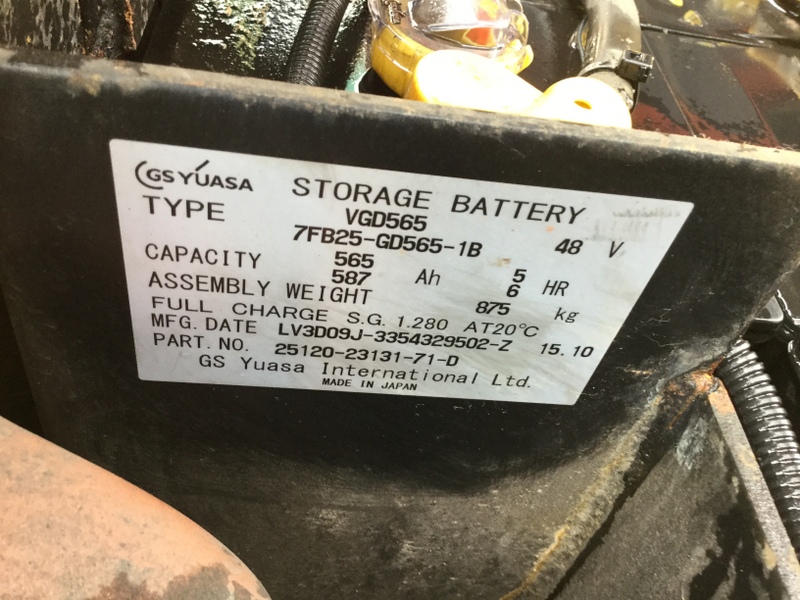 GS YUASA STORAGE BATTERY
TYPE VGD565
7FB25-GD565-1B 48 V
CAPACITY 565 Ah 5 HR
587 6
ASSEMBLY WEIGHT 875 kg
FULL CHARGE S.G. 1.280 AT20°C
MFG. DATE LV3D09J-3354329502-Z 15.10
PART. NO. 25120-23131-71-D
GS Yuasa International Ltd.
MADE IN JAPAN